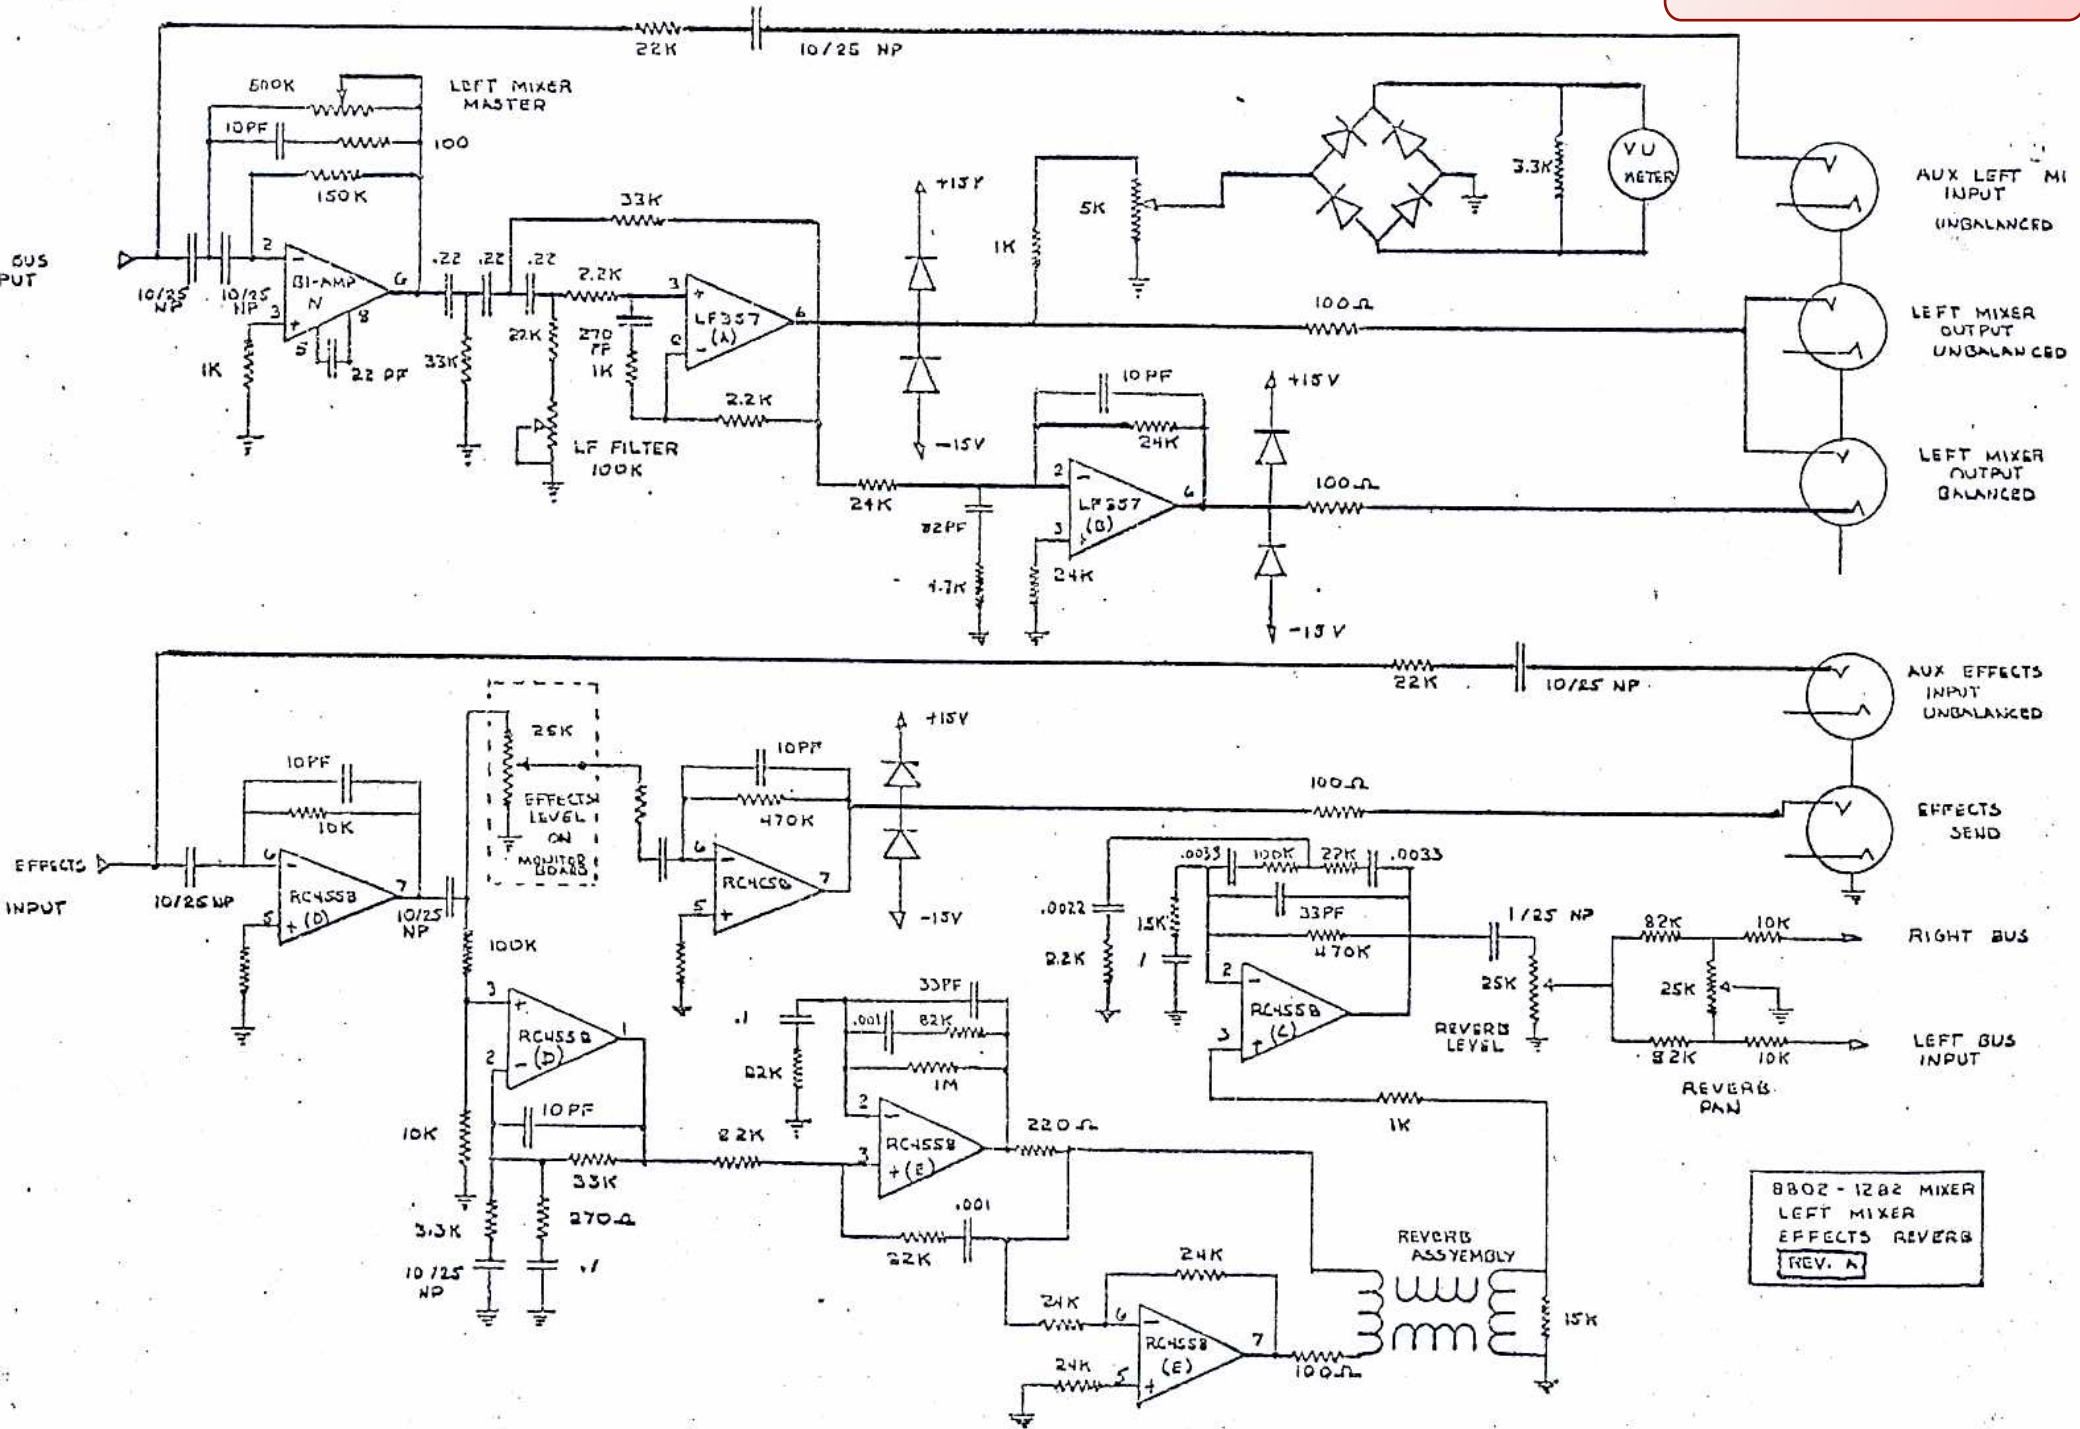 22K
10/25 NP
500K
LEFT MIXER
MASTER
10PF
100
150K
BUS
PUT
10/25
NP
10/25
NP
2
BI-AMP
N
6
3
5
8
22 PF
1K
.22
.22
.22
33K
33K
2.2K
22K
270
PF
1K
3
LF357
(A)
6
2
2.2K
LF FILTER
100K
+15V
-15V
1K
5K
3.3K
VU
METER
AUX LEFT MI
INPUT
UNBALANCED
100Ω
LEFT MIXER
OUTPUT
UNBALANCED
10PF
24K
+15V
24K
2
LF357
(B)
6
3
82PF
4.7K
24K
100Ω
-15V
LEFT MIXER
OUTPUT
BALANCED
22K
10/25 NP
AUX EFFECTS
INPUT
UNBALANCED
25K
EFFECTS
LEVEL
ON
MONITOR
BOARD
10PF
10K
EFFECTS
INPUT
10/25 NP
6
RC4558
(D)
7
5
10/25
NP
10PF
470K
6
7
5
+15V
-15V
100Ω
EFFECTS
SEND
100K
10K
3
RC4558
(D)
1
2
10PF
33K
3.3K
10/25
NP
270Ω
.1
82K
.1
82K
33PF
.001
82K
1M
2
RC4558
(E)
3
220Ω
22K
.001
.0022
2.2K
15K
.1
.0033
100K
22K
.0033
33PF
470K
2
RC4558
(C)
3
1K
1/25 NP
25K
REVERB
LEVEL
82K
10K
RIGHT BUS
25K
82K
10K
LEFT BUS
INPUT
REVERB
PAN
24K
24K
6
RC4558
(E)
7
24K
5
100Ω
REVERB
ASSYEMBLY
15K
8802-1282 MIXER
LEFT MIXER
EFFECTS REVERB
REV. A